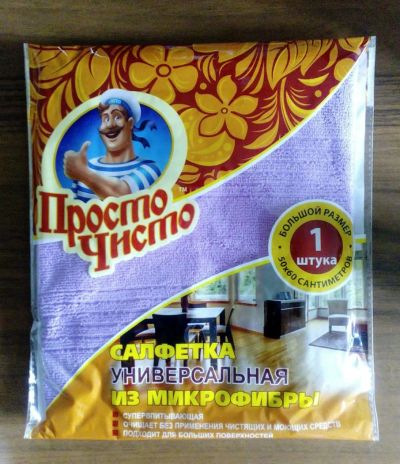 Просто
Чисто
™
БОЛЬШОЙ РАЗМЕР
1
штука
50х60 САНТИМЕТРОВ
САЛФЕТКА
УНИВЕРСАЛЬНАЯ
ИЗ МИКРОФИБРЫ
СУПЕРВПИТЫВАЮЩАЯ
ОЧИЩАЕТ БЕЗ ПРИМЕНЕНИЯ ЧИСТЯЩИХ И МОЮЩИХ СРЕДСТВ
ПОДХОДИТ ДЛЯ БОЛЬШИХ ПОВЕРХНОСТЕЙ